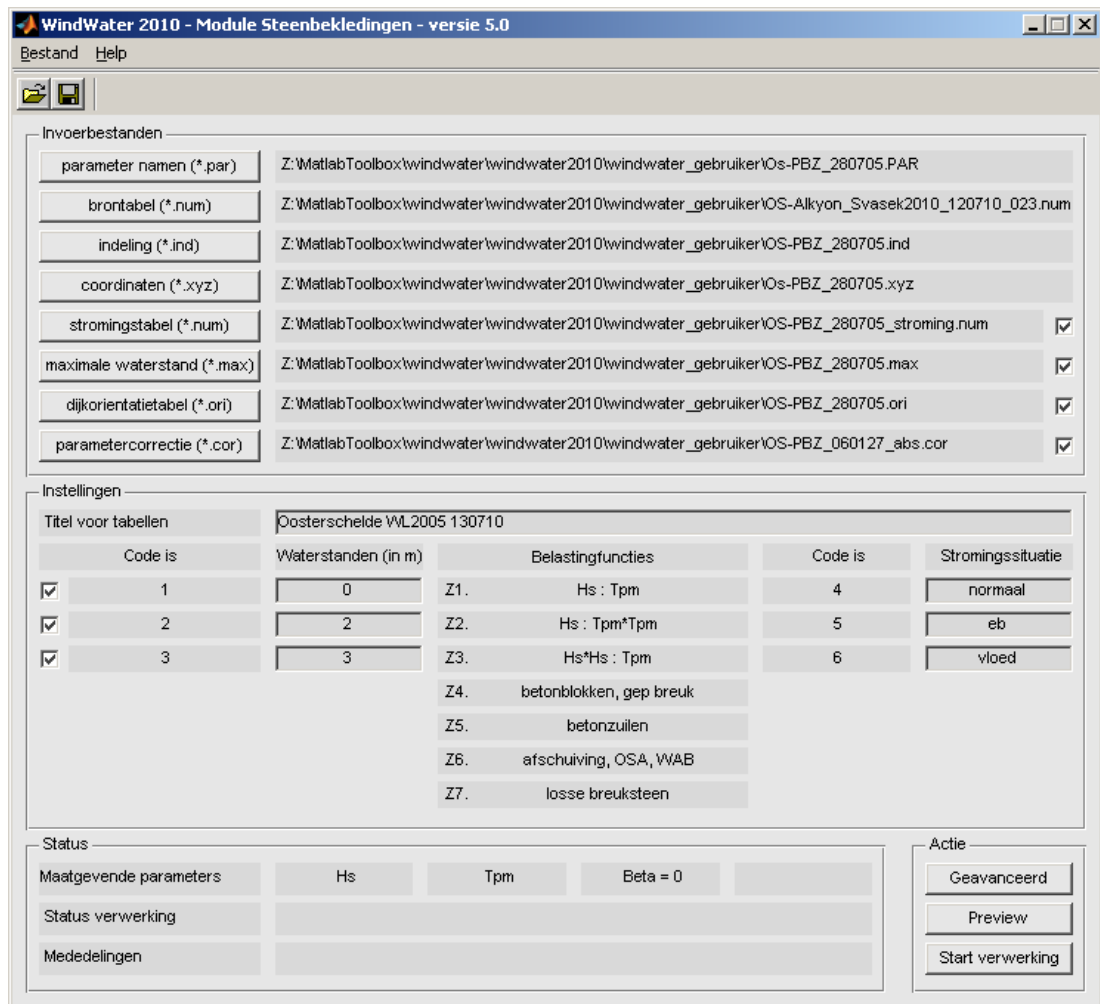 WindWater 2010 - Module Steenbekledingen - versie 5.0
Bestand Help
Invoerbestanden
parameter namen (*.par) Z:\MatlabToolbox\windwater\windwater2010\windwater_gebruiker\Os-PBZ_280705.PAR
brontabel (*.num) Z:\MatlabToolbox\windwater\windwater2010\windwater_gebruiker\OS-Alkyon_Svasek2010_120710_023.num
indeling (*.ind) Z:\MatlabToolbox\windwater\windwater2010\windwater_gebruiker\OS-PBZ_280705.ind
coordinaten (*.xyz) Z:\MatlabToolbox\windwater\windwater2010\windwater_gebruiker\Os-PBZ_280705.xyz
stromingstabel (*.num) Z:\MatlabToolbox\windwater\windwater2010\windwater_gebruiker\OS-PBZ_280705_stroming.num
maximale waterstand (*.max) Z:\MatlabToolbox\windwater\windwater2010\windwater_gebruiker\OS-PBZ_280705.max
dijkorientatietabel (*.ori) Z:\MatlabToolbox\windwater\windwater2010\windwater_gebruiker\OS-PBZ_280705.ori
parametercorrectie (*.cor) Z:\MatlabToolbox\windwater\windwater2010\windwater_gebruiker\OS-PBZ_060127_abs.cor
Instellingen
Titel voor tabellen Oosterschelde WL2005 130710
Code is Waterstanden (in m) Belastingfuncties Code is Stromingssituatie
1 0 Z1. Hs : Tpm 4 normaal
2 2 Z2. Hs : Tpm*Tpm 5 eb
3 3 Z3. Hs*Hs : Tpm 6 vloed
Z4. betonblokken, gep breuk
Z5. betonzuilen
Z6. afschuiving, OSA, WAB
Z7. losse breuksteen
Status
Maatgevende parameters Hs Tpm Beta = 0
Status verwerking
Mededelingen
Actie
Geavanceerd
Preview
Start verwerking